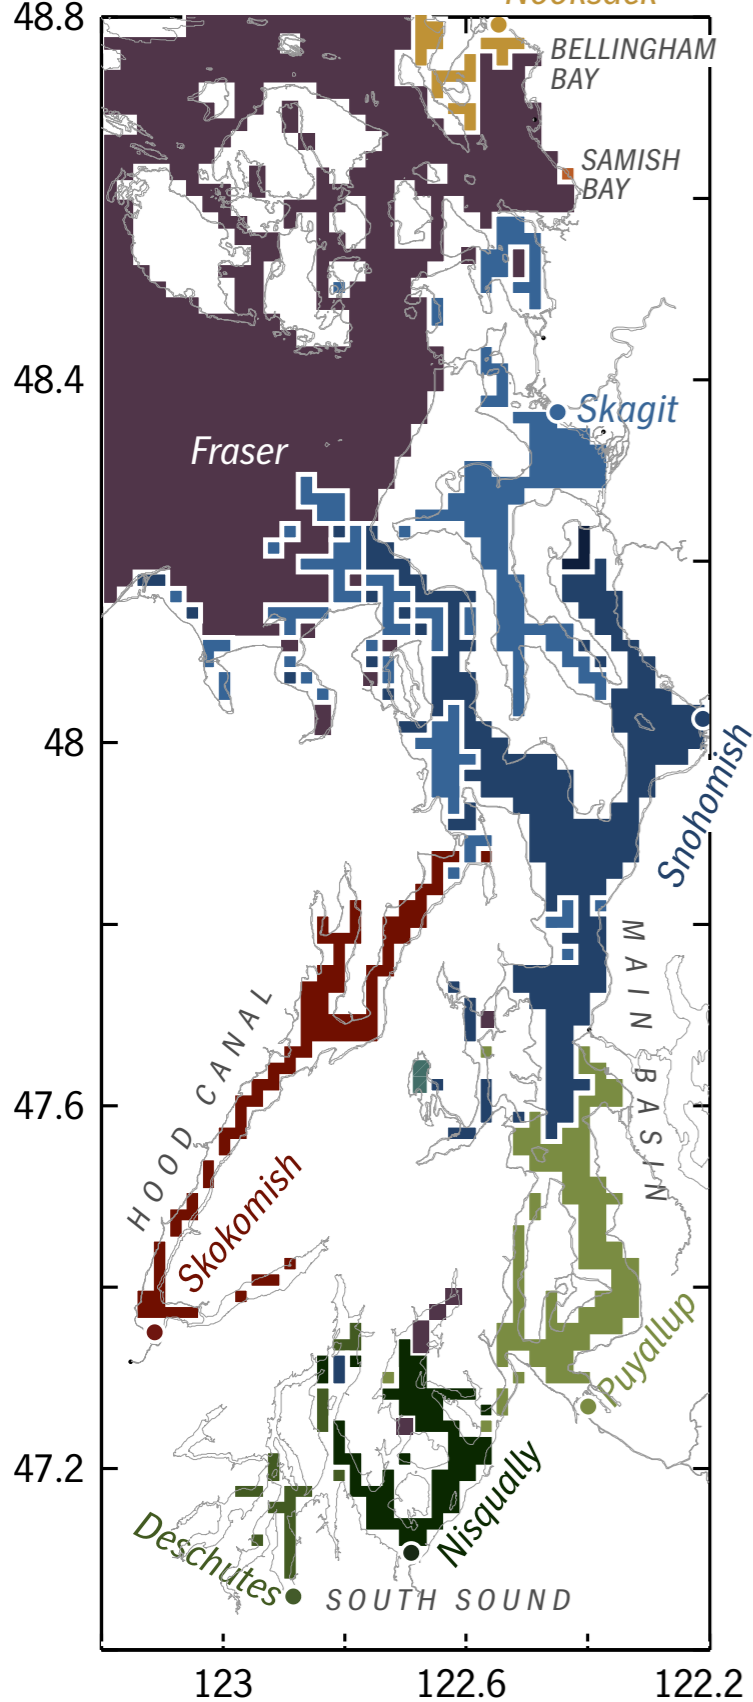 Nooksack
48.8
BELLINGHAM
BAY
SAMISH
BAY
48.4
Skagit
Fraser
48
Snohomish
MAIN BASIN
HOOD CANAL
47.6
Skokomish
Puyallup
47.2
Nisqually
Deschutes
SOUTH SOUND
123
122.6
122.2